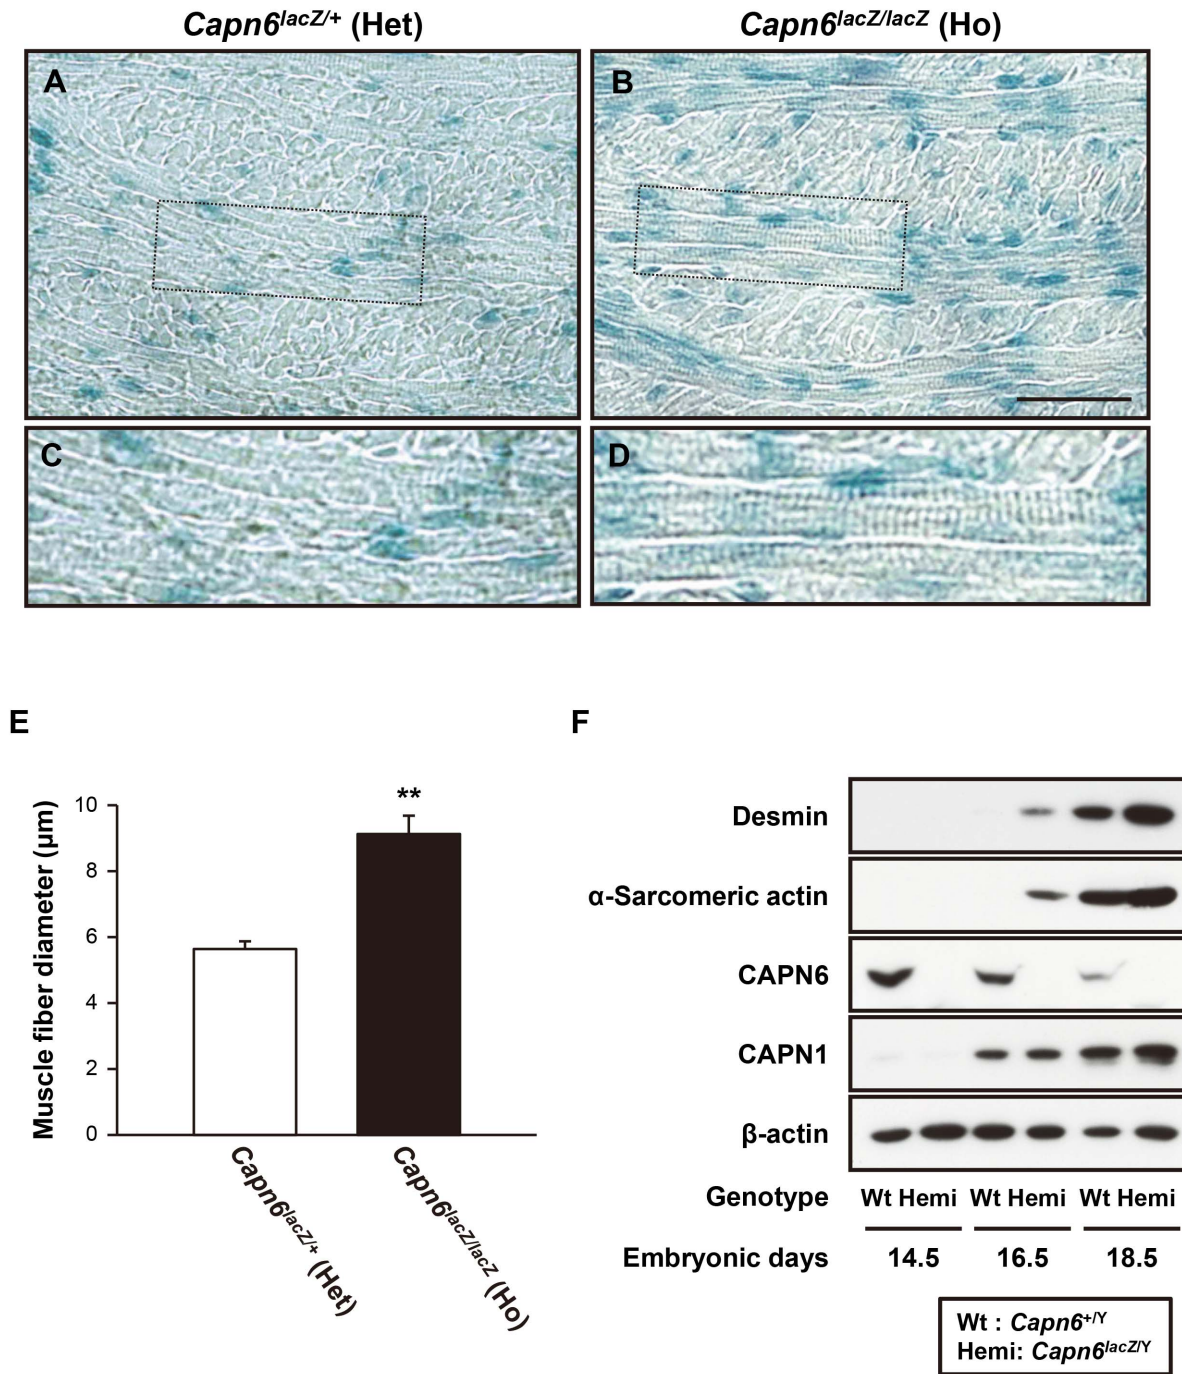 Capn6lacZ/+ (Het) Capn6lacZ/lacZ (Ho)
A B
C D
E F
Muscle fiber diameter (μm)
10
8
6
4
2
0
**
Capn6lacZ/+ (Het)
Capn6lacZ/lacZ (Ho)
Desmin
α-Sarcomeric actin
CAPN6
CAPN1
β-actin
Genotype Wt Hemi Wt Hemi Wt Hemi
Embryonic days 14.5 16.5 18.5
Wt : Capn6+/Y
Hemi: Capn6lacZ/Y